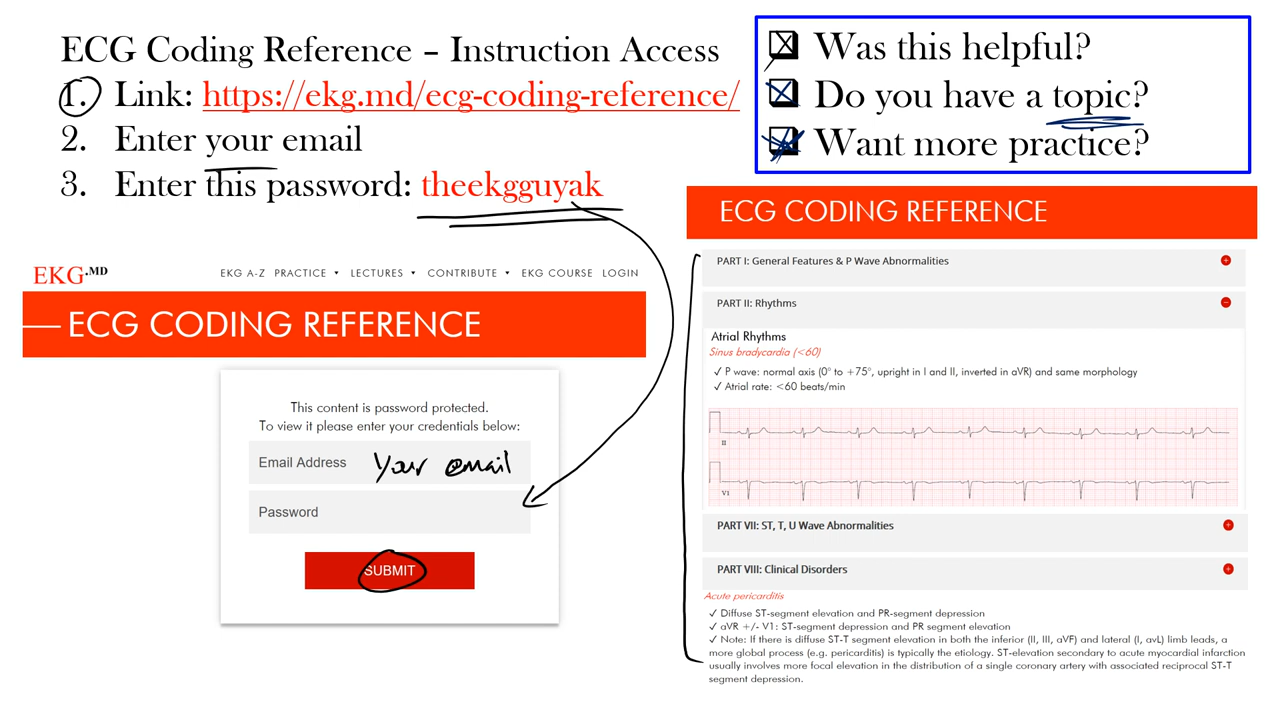 ECG Coding Reference – Instruction Access
1. Link: https://ekg.md/ecg-coding-reference/
2. Enter your email
3. Enter this password: theekgguyak
Was this helpful?
Do you have a topic?
Want more practice?
EKG.MD
EKG A-Z PRACTICE ▾ LECTURES ▾ CONTRIBUTE ▾ EKG COURSE LOGIN
ECG CODING REFERENCE
This content is password protected.
To view it please enter your credentials below:
Email Address Your email
Password
SUBMIT
ECG CODING REFERENCE
PART I: General Features & P Wave Abnormalities
PART II: Rhythms
Atrial Rhythms
Sinus bradycardia (<60)
✓ P wave: normal axis (0° to +75°, upright in I and II, inverted in aVR) and same morphology
✓ Atrial rate: <60 beats/min
II
V1
PART VII: ST, T, U Wave Abnormalities
PART VIII: Clinical Disorders
Acute pericarditis
✓ Diffuse ST-segment elevation and PR-segment depression
✓ aVR +/- V1: ST-segment depression and PR segment elevation
✓ Note: If there is diffuse ST-T segment elevation in both the inferior (II, III, aVF) and lateral (I, avL) limb leads, a
more global process (e.g. pericarditis) is typically the etiology. ST-elevation secondary to acute myocardial infarction
usually involves more focal elevation in the distribution of a single coronary artery with associated reciprocal ST-T
segment depression.